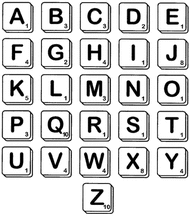 A1 B3 C3 D2 E1
F4 G2 H4 I1 J8
K5 L1 M3 N1 O1
P3 Q10 R1 S1 T1
U1 V4 W4 X8 Y4
Z10